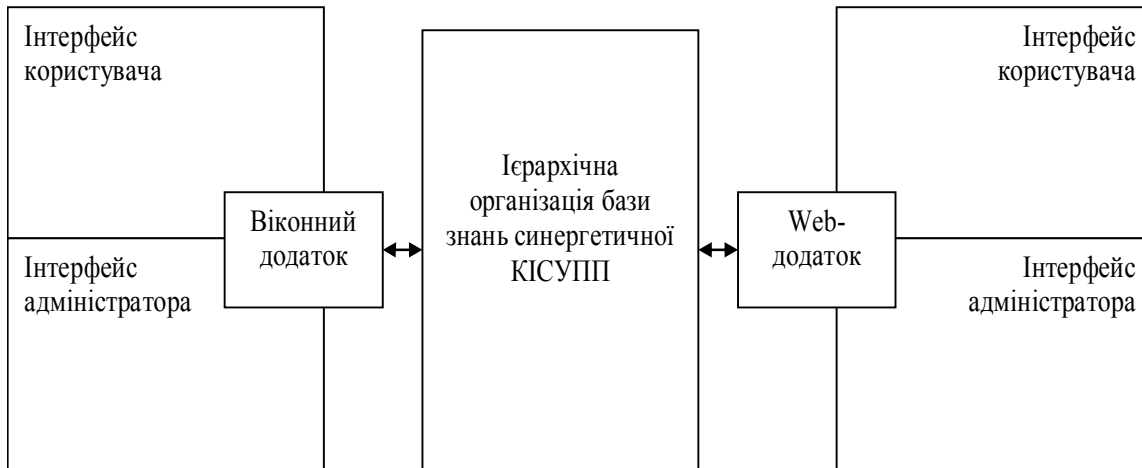 Інтерфейс
користувача
Інтерфейс
користувача
Ієрархічна
організація бази
знань синергетичної
КІСУПП
Віконний
додаток
Web-
додаток
Інтерфейс
адміністратора
Інтерфейс
адміністратора